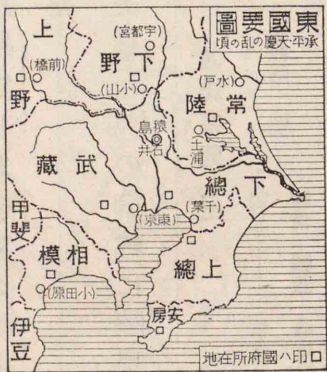 東國要圖
承平・天慶の乱の頃
上野
(前橋)
宇都宮
下野
(小山)
(水戸)
常陸
土浦
猿島
石井
武藏
下總
(東京)
(千葉)
甲斐
相模
上總
(小田原)
伊豆
安房
□印ハ國府所在地